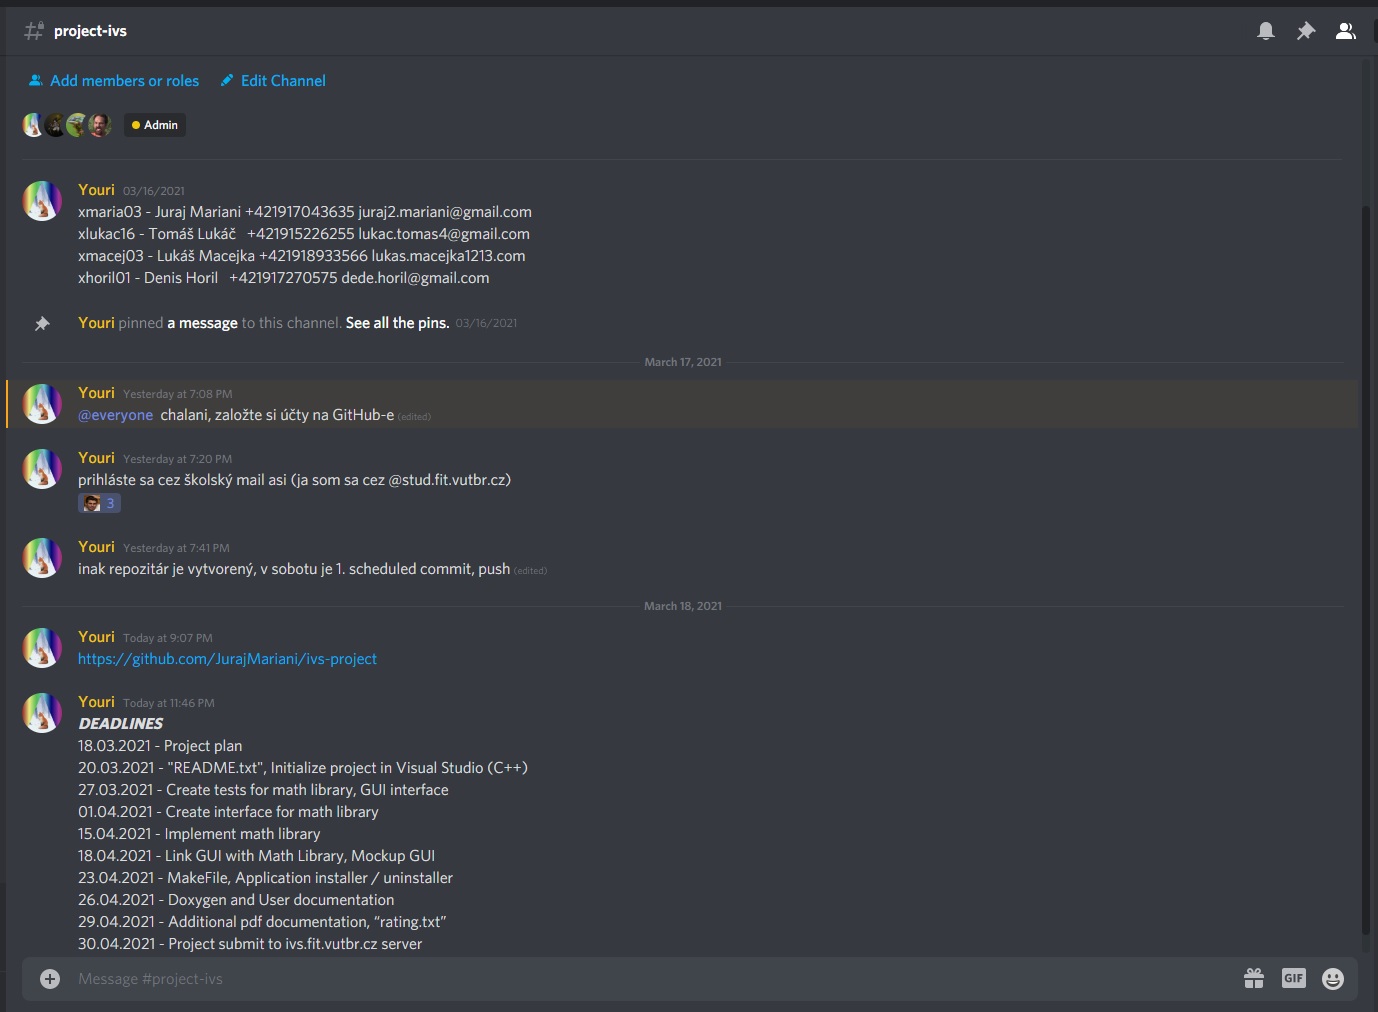 project-ivs
Add members or roles Edit Channel
Admin
Youri 03/16/2021
xmaria03 - Juraj Mariani +421917043635 juraj2.mariani@gmail.com
xlukac16 - Tomáš Lukáč +421915226255 lukac.tomas4@gmail.com
xmacej03 - Lukáš Macejka +421918933566 lukas.macejka1213.com
xhoril01 - Denis Horil +421917270575 dede.horil@gmail.com
Youri pinned a message to this channel. See all the pins. 03/16/2021
March 17, 2021
Youri Yesterday at 7:08 PM
@everyone chalani, založte si účty na GitHub-e (edited)
Youri Yesterday at 7:20 PM
prihláste sa cez školský mail asi (ja som sa cez @stud.fit.vutbr.cz)
3
Youri Yesterday at 7:41 PM
inak repozitár je vytvorený, v sobotu je 1. scheduled commit, push (edited)
March 18, 2021
Youri Today at 9:07 PM
https://github.com/JurajMariani/ivs-project
Youri Today at 11:46 PM
DEADLINES
18.03.2021 - Project plan
20.03.2021 - "README.txt", Initialize project in Visual Studio (C++)
27.03.2021 - Create tests for math library, GUI interface
01.04.2021 - Create interface for math library
15.04.2021 - Implement math library
18.04.2021 - Link GUI with Math Library, Mockup GUI
23.04.2021 - MakeFile, Application installer / uninstaller
26.04.2021 - Doxygen and User documentation
29.04.2021 - Additional pdf documentation, “rating.txt”
30.04.2021 - Project submit to ivs.fit.vutbr.cz server
Message #project-ivs
GIF